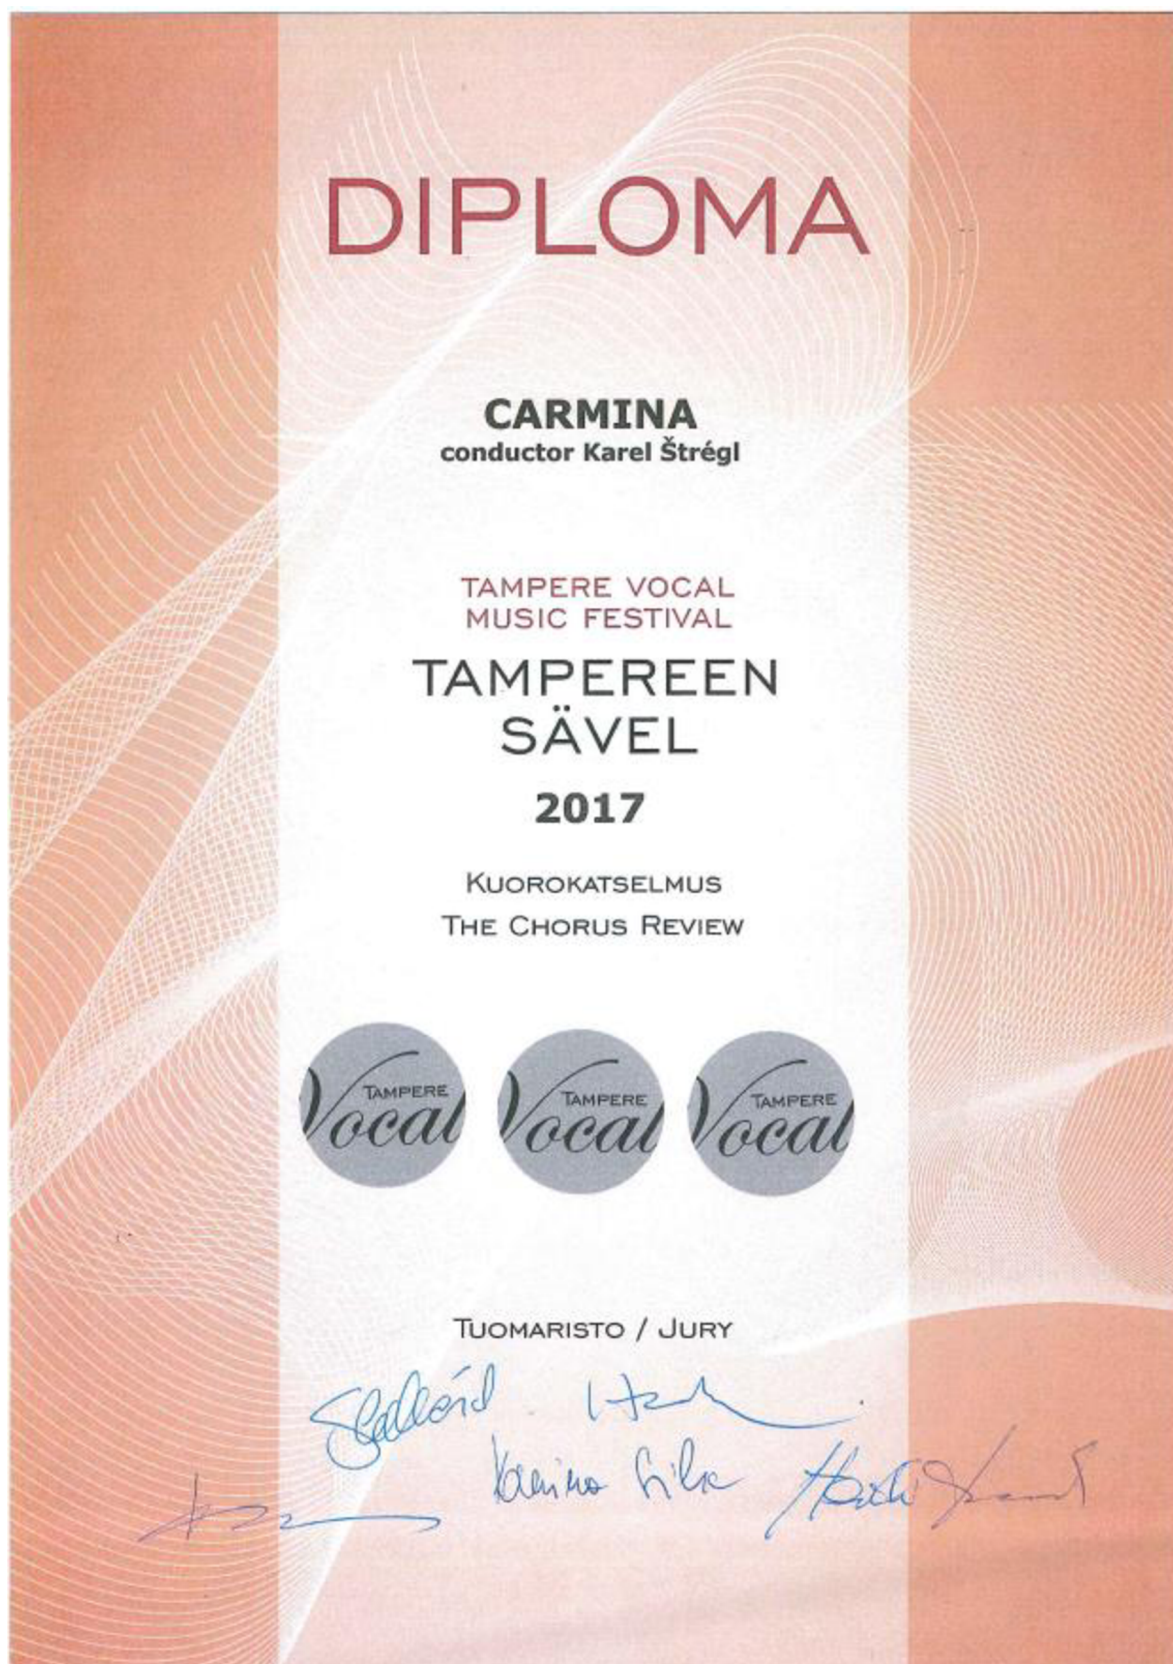 DIPLOMA
CARMINA
conductor Karel Štrégl
TAMPERE VOCAL
MUSIC FESTIVAL
TAMPEREEN
SÄVEL
2017
KUOROKATSELMUS
THE CHORUS REVIEW
TAMPERE
Vocal
TAMPERE
Vocal
TAMPERE
Vocal
TUOMARISTO / JURY